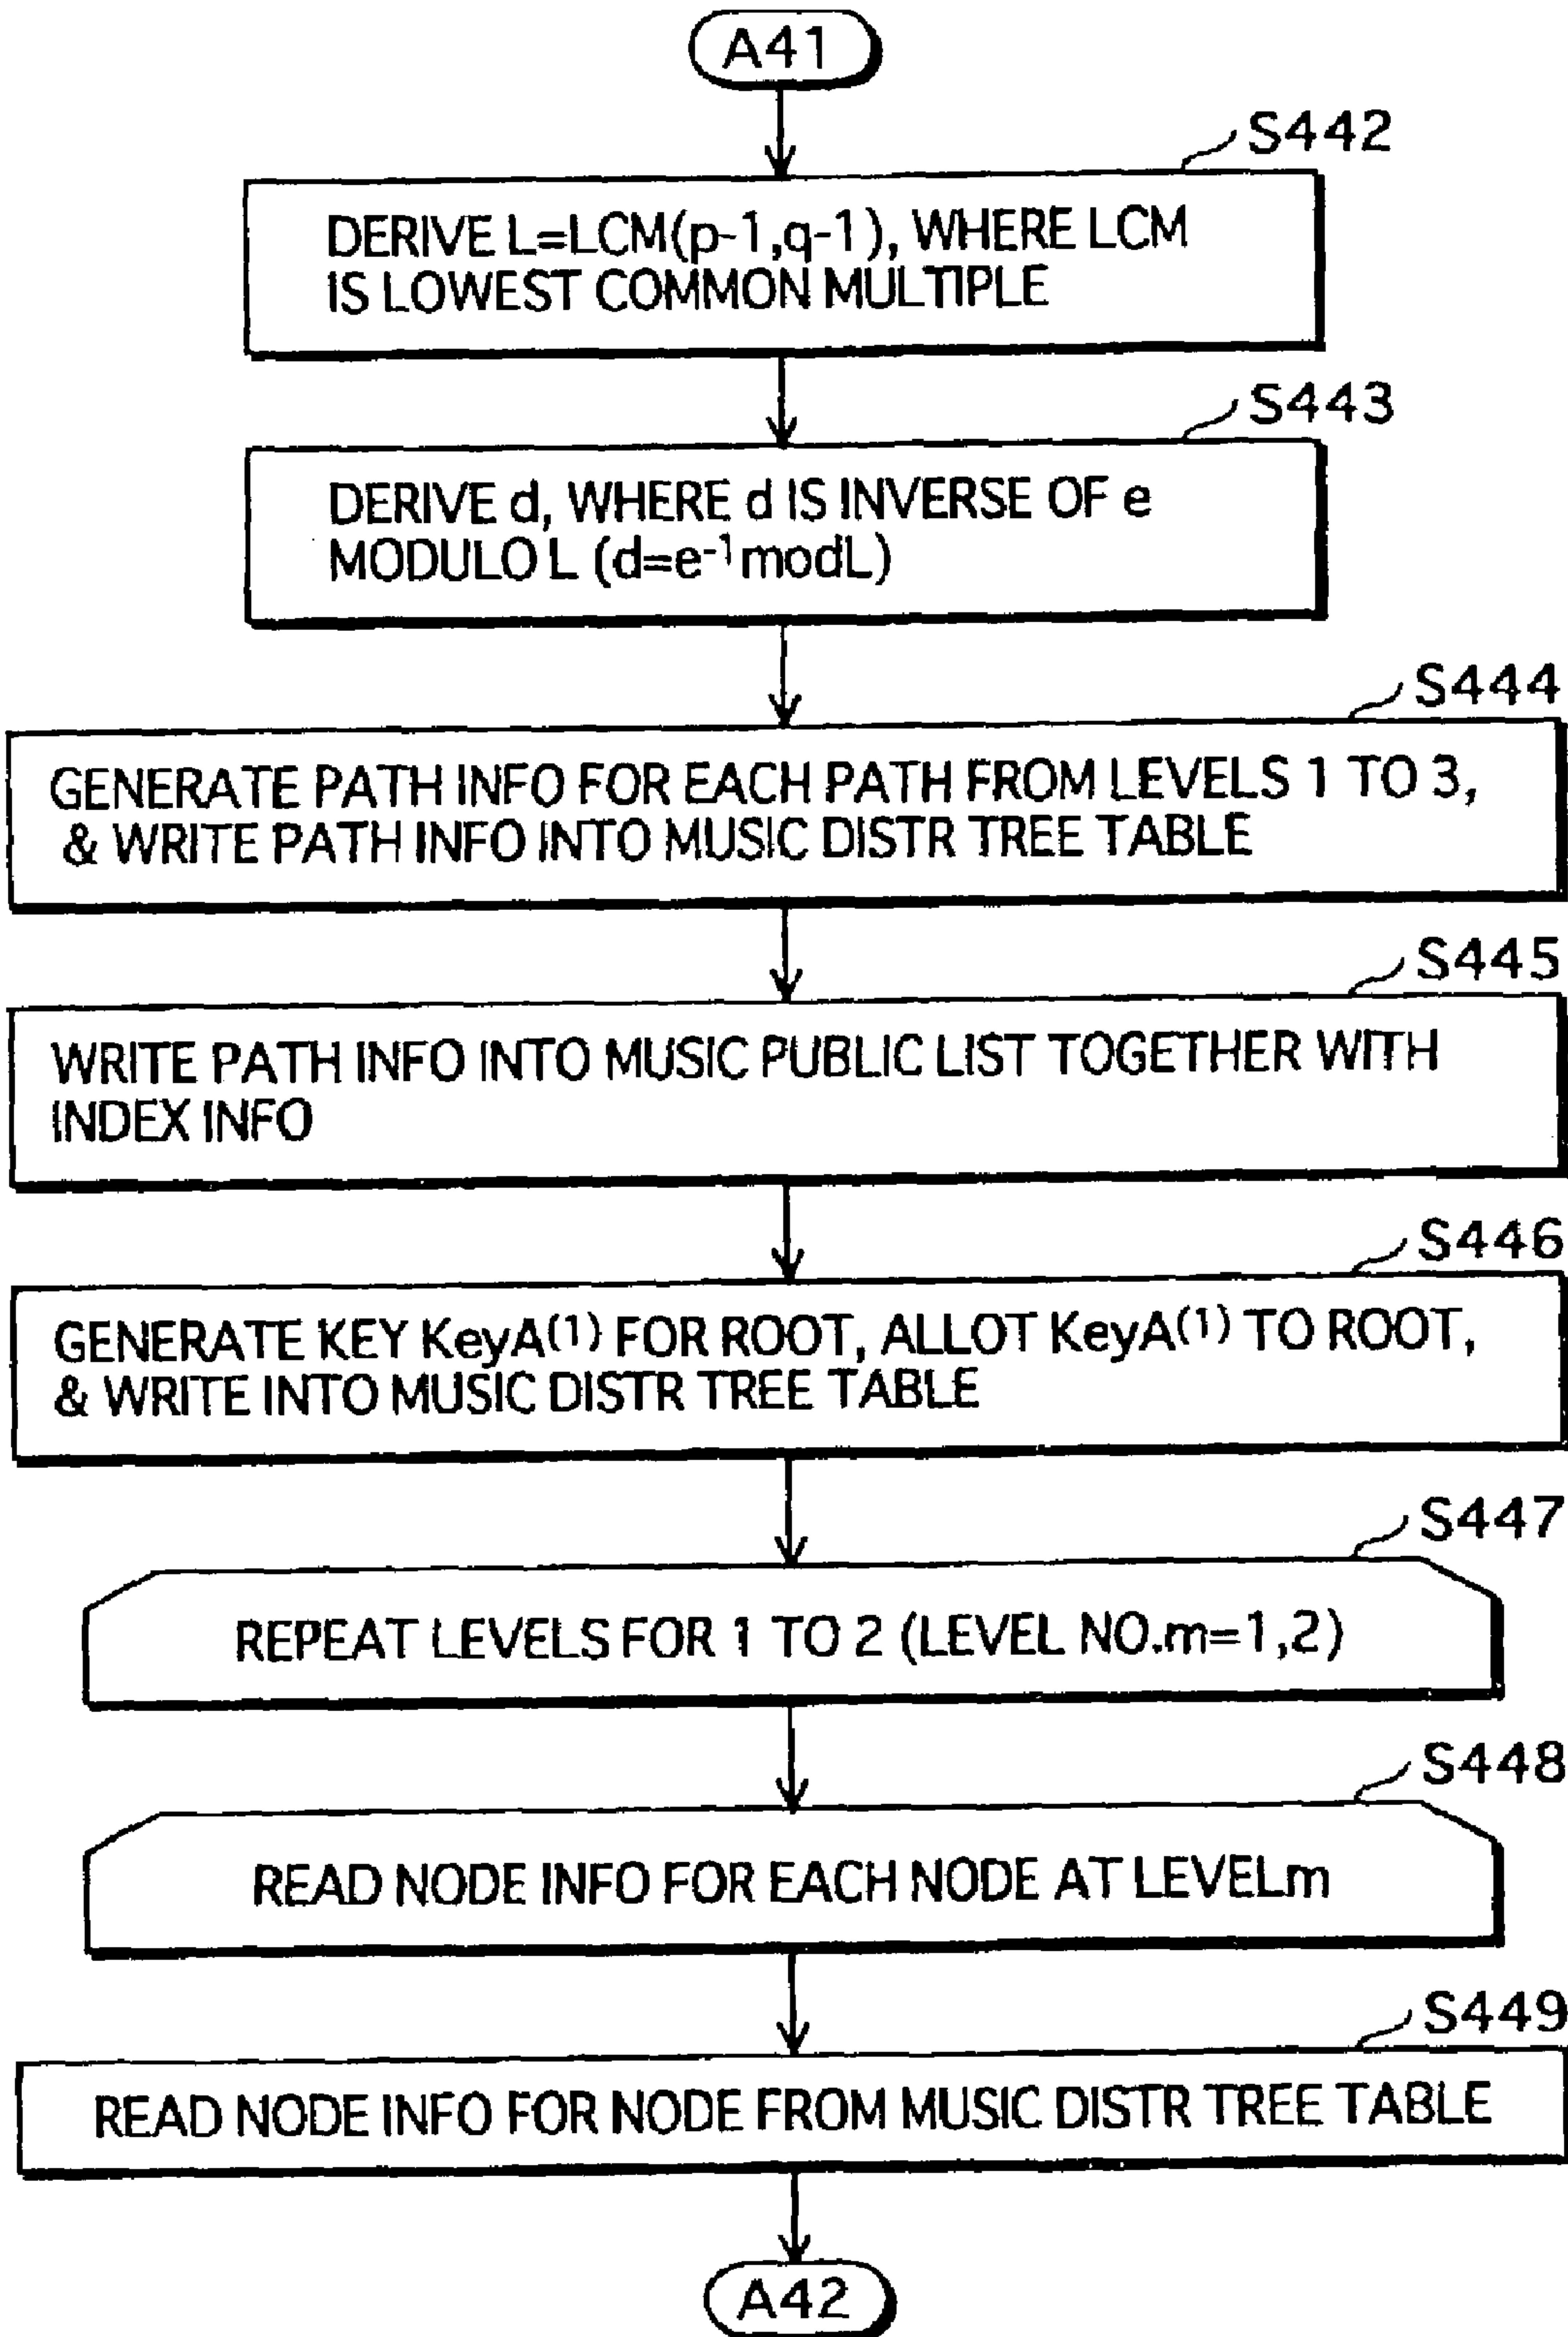 A41
S442
DERIVE L=LCM(p-1,q-1), WHERE LCM
IS LOWEST COMMON MULTIPLE
S443
DERIVE d, WHERE d IS INVERSE OF e
MODULO L (d=e⁻¹modL)
S444
GENERATE PATH INFO FOR EACH PATH FROM LEVELS 1 TO 3,
& WRITE PATH INFO INTO MUSIC DISTR TREE TABLE
S445
WRITE PATH INFO INTO MUSIC PUBLIC LIST TOGETHER WITH
INDEX INFO
S446
GENERATE KEY KeyA⁽¹⁾ FOR ROOT, ALLOT KeyA⁽¹⁾ TO ROOT,
& WRITE INTO MUSIC DISTR TREE TABLE
S447
REPEAT LEVELS FOR 1 TO 2 (LEVEL NO.m=1,2)
S448
READ NODE INFO FOR EACH NODE AT LEVELm
S449
READ NODE INFO FOR NODE FROM MUSIC DISTR TREE TABLE
A42